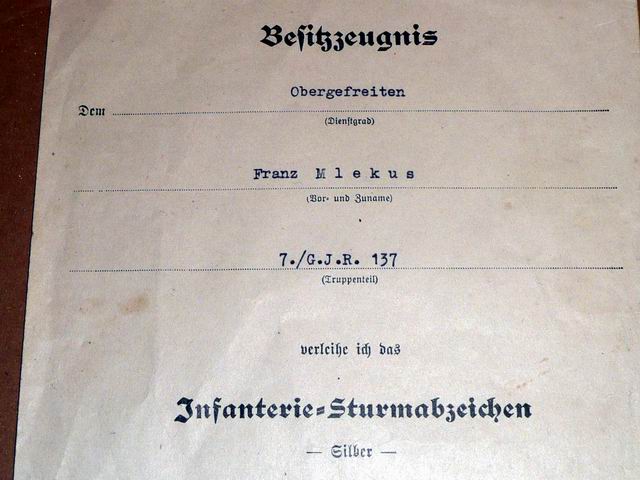 Besitzzeugnis
Obergefreiten
Dem
(Dienstgrad)
Franz Mlekus
(Vor- und Zuname)
7./G.J.R. 137
(Truppenteil)
verleihe ich das
Infanterie-Sturmabzeichen
— Silber —